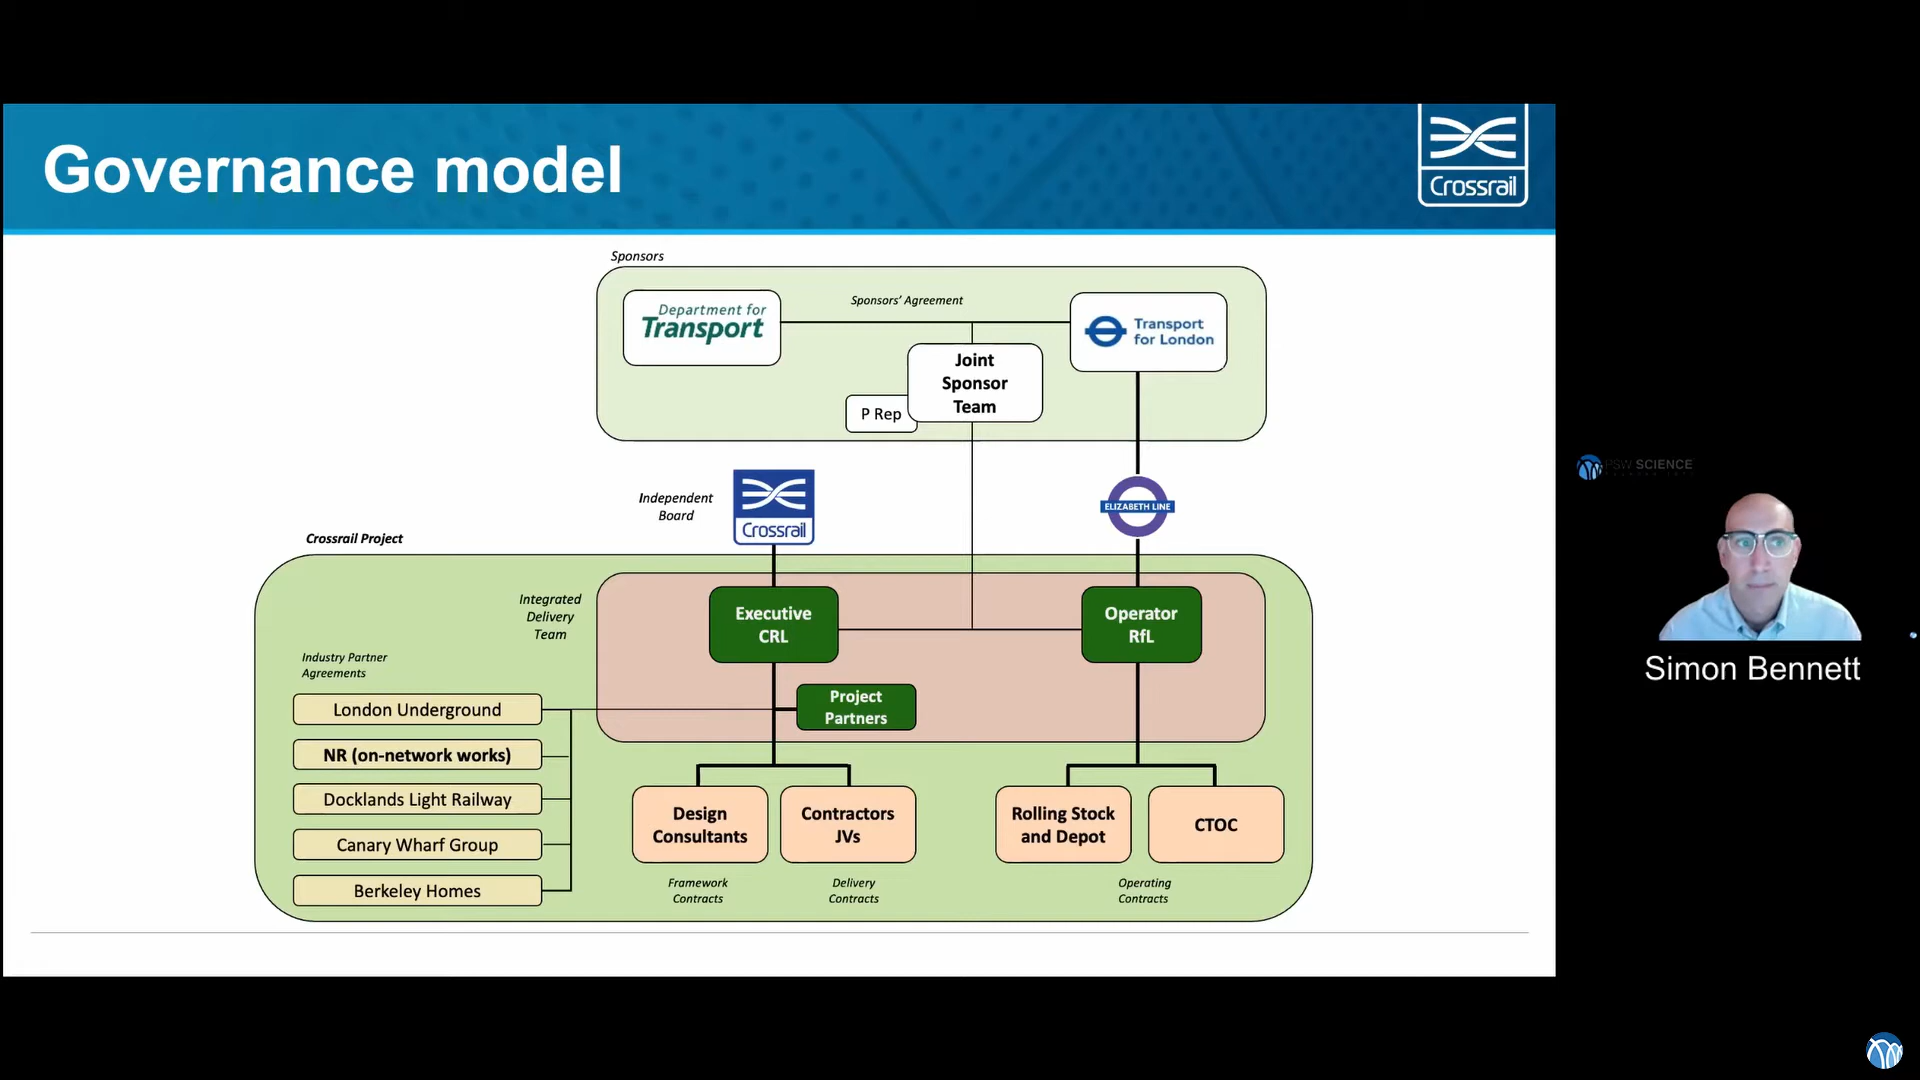 Governance model
Crossrail
Sponsors
Department for
Transport
Sponsors' Agreement
Transport
for London
Joint
Sponsor
Team
P Rep
Independent
Board
Crossrail
ELIZABETH LINE
Crossrail Project
Integrated
Delivery
Team
Executive
CRL
Operator
RfL
Industry Partner
Agreements
Project
Partners
London Underground
NR (on-network works)
Docklands Light Railway
Canary Wharf Group
Berkeley Homes
Design
Consultants
Contractors
JVs
Rolling Stock
and Depot
CTOC
Framework
Contracts
Delivery
Contracts
Operating
Contracts
PSW SCIENCE
Simon Bennett